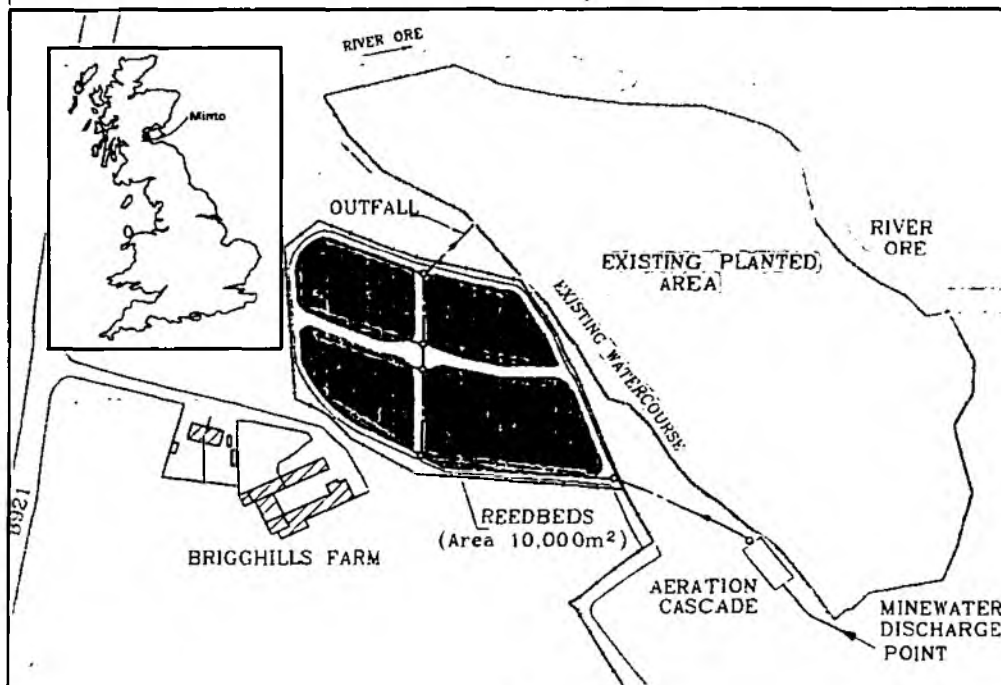 RIVER ORE
Minto
OUTFALL
RIVER
ORE
EXISTING PLANTED
AREA
EXISTING WATERCOURSE
B921
REEDBEDS
(Area 10,000m²)
BRIGGHILLS FARM
AERATION
CASCADE
MINEWATER
DISCHARGE
POINT